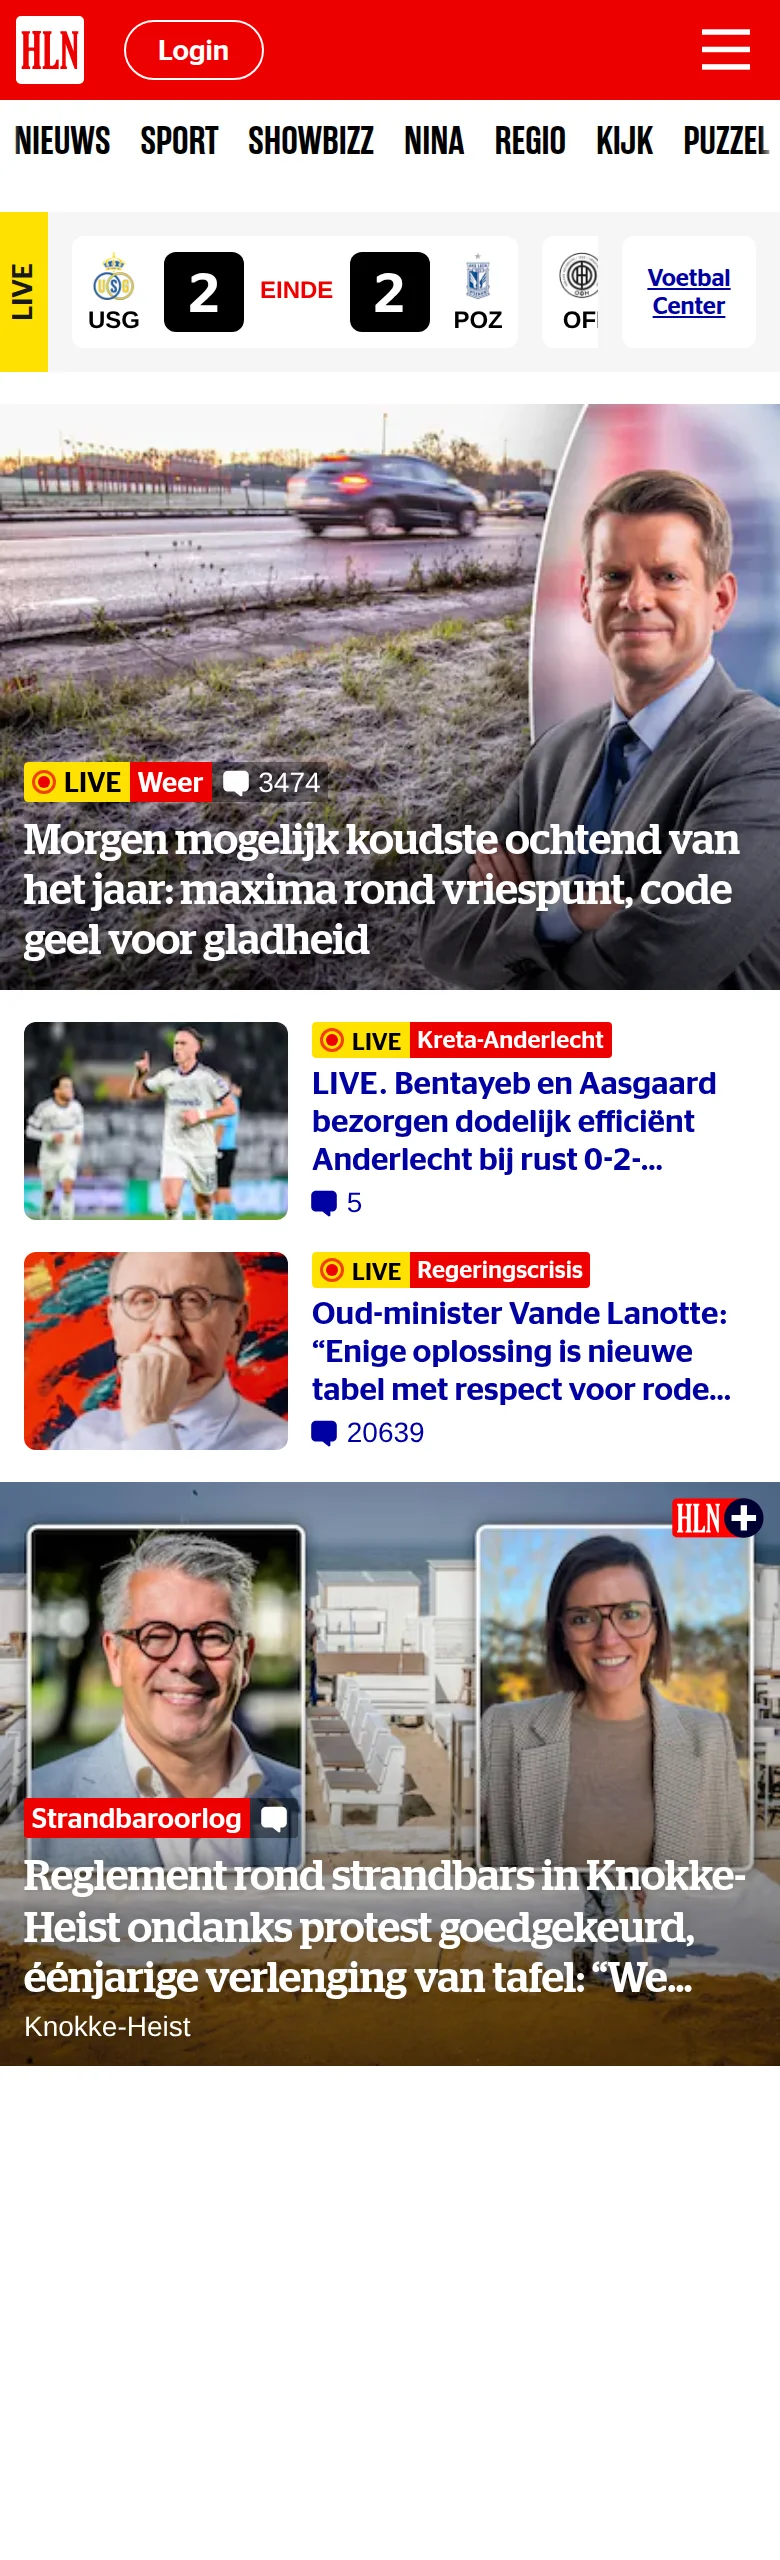 HLN
Login
NIEUWS SPORT SHOWBIZZ NINA REGIO KIJK PUZZEL
LIVE
USG 2 EINDE 2 POZ
OFI
Voetbal
Center
LIVE Weer 3474
Morgen mogelijk koudste ochtend van
het jaar: maxima rond vriespunt, code
geel voor gladheid
LIVE Kreta-Anderlecht
LIVE. Bentayeb en Aasgaard
bezorgen dodelijk efficiënt
Anderlecht bij rust 0-2-...
5
LIVE Regeringscrisis
Oud-minister Vande Lanotte:
“Enige oplossing is nieuwe
tabel met respect voor rode...
20639
HLN+
Strandbaroorlog
Reglement rond strandbars in Knokke-
Heist ondanks protest goedgekeurd,
éénjarige verlenging van tafel: “We...
Knokke-Heist